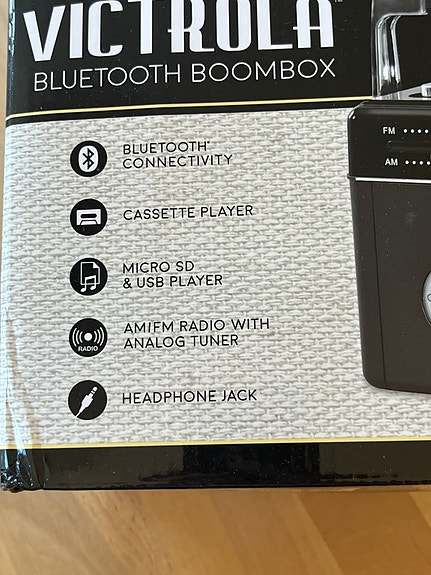 VICTROLA™
BLUETOOTH BOOMBOX
BLUETOOTH®
CONNECTIVITY
CASSETTE PLAYER
MICRO SD
& USB PLAYER
AM/FM RADIO WITH
ANALOG TUNER
RADIO
HEADPHONE JACK
FM
AM